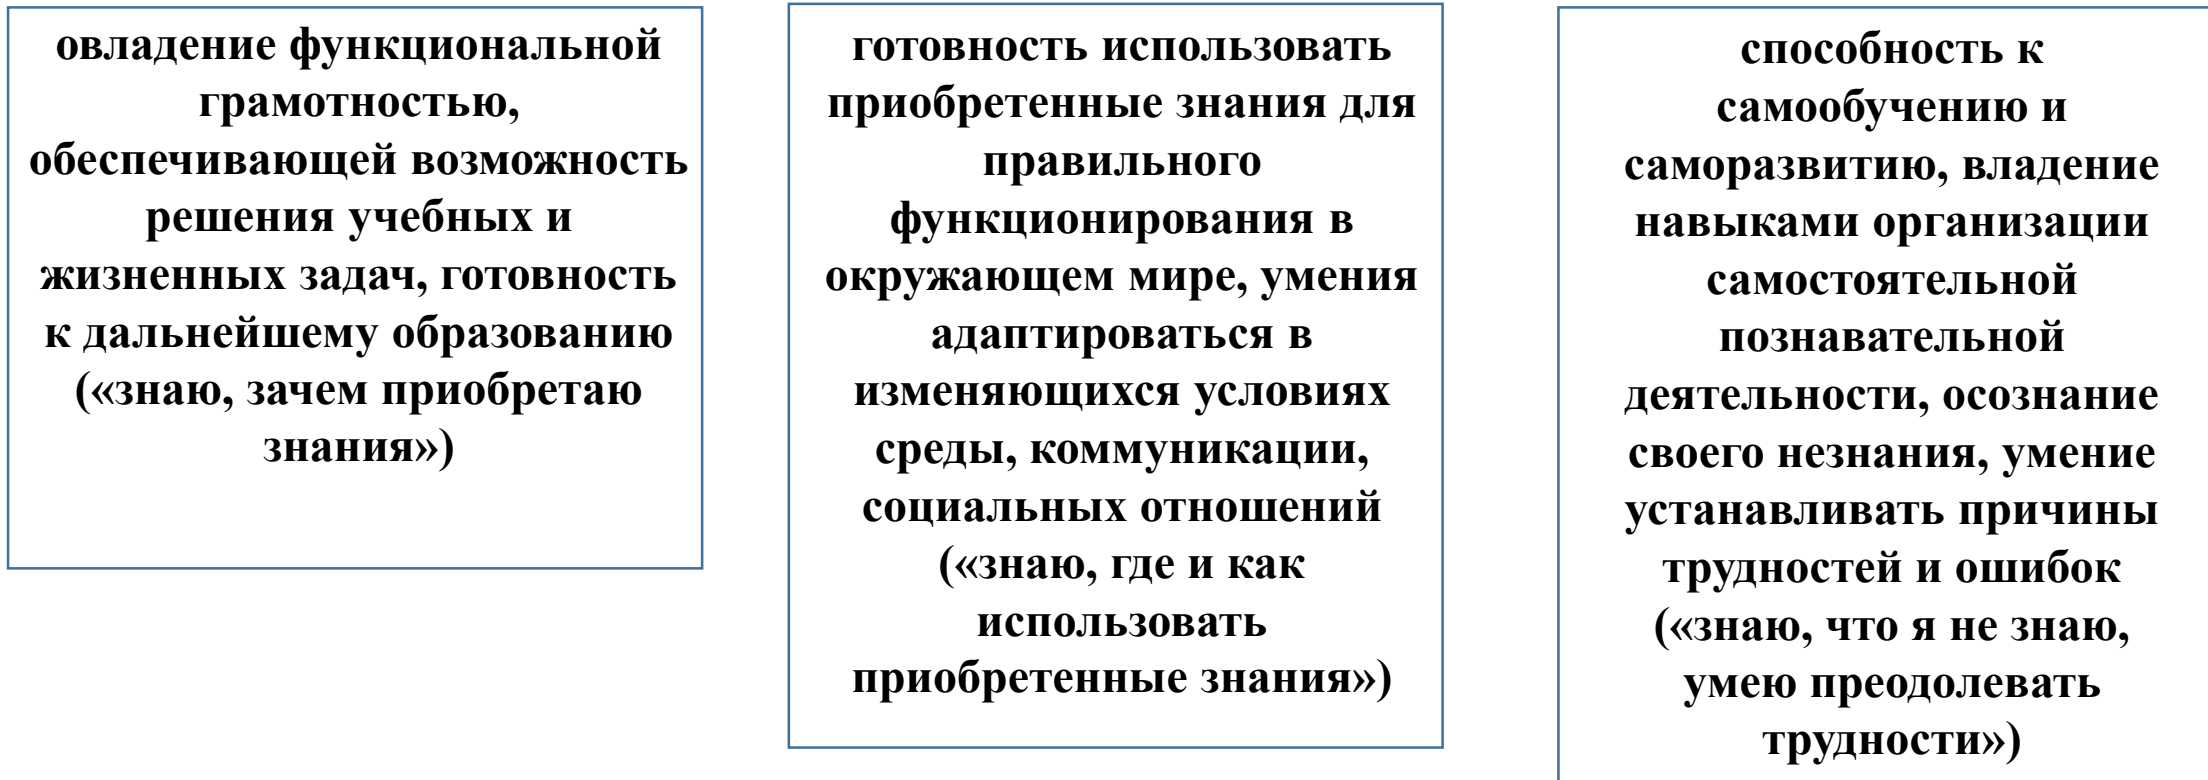 овладение функциональной
грамотностью,
обеспечивающей возможность
решения учебных и
жизненных задач, готовность
к дальнейшему образованию
(«знаю, зачем приобретаю
знания»)
готовность использовать
приобретенные знания для
правильного
функционирования в
окружающем мире, умения
адаптироваться в
изменяющихся условиях
среды, коммуникации,
социальных отношений
(«знаю, где и как
использовать
приобретенные знания»)
способность к
самообучению и
саморазвитию, владение
навыками организации
самостоятельной
познавательной
деятельности, осознание
своего незнания, умение
устанавливать причины
трудностей и ошибок
(«знаю, что я не знаю,
умею преодолевать
трудности»)